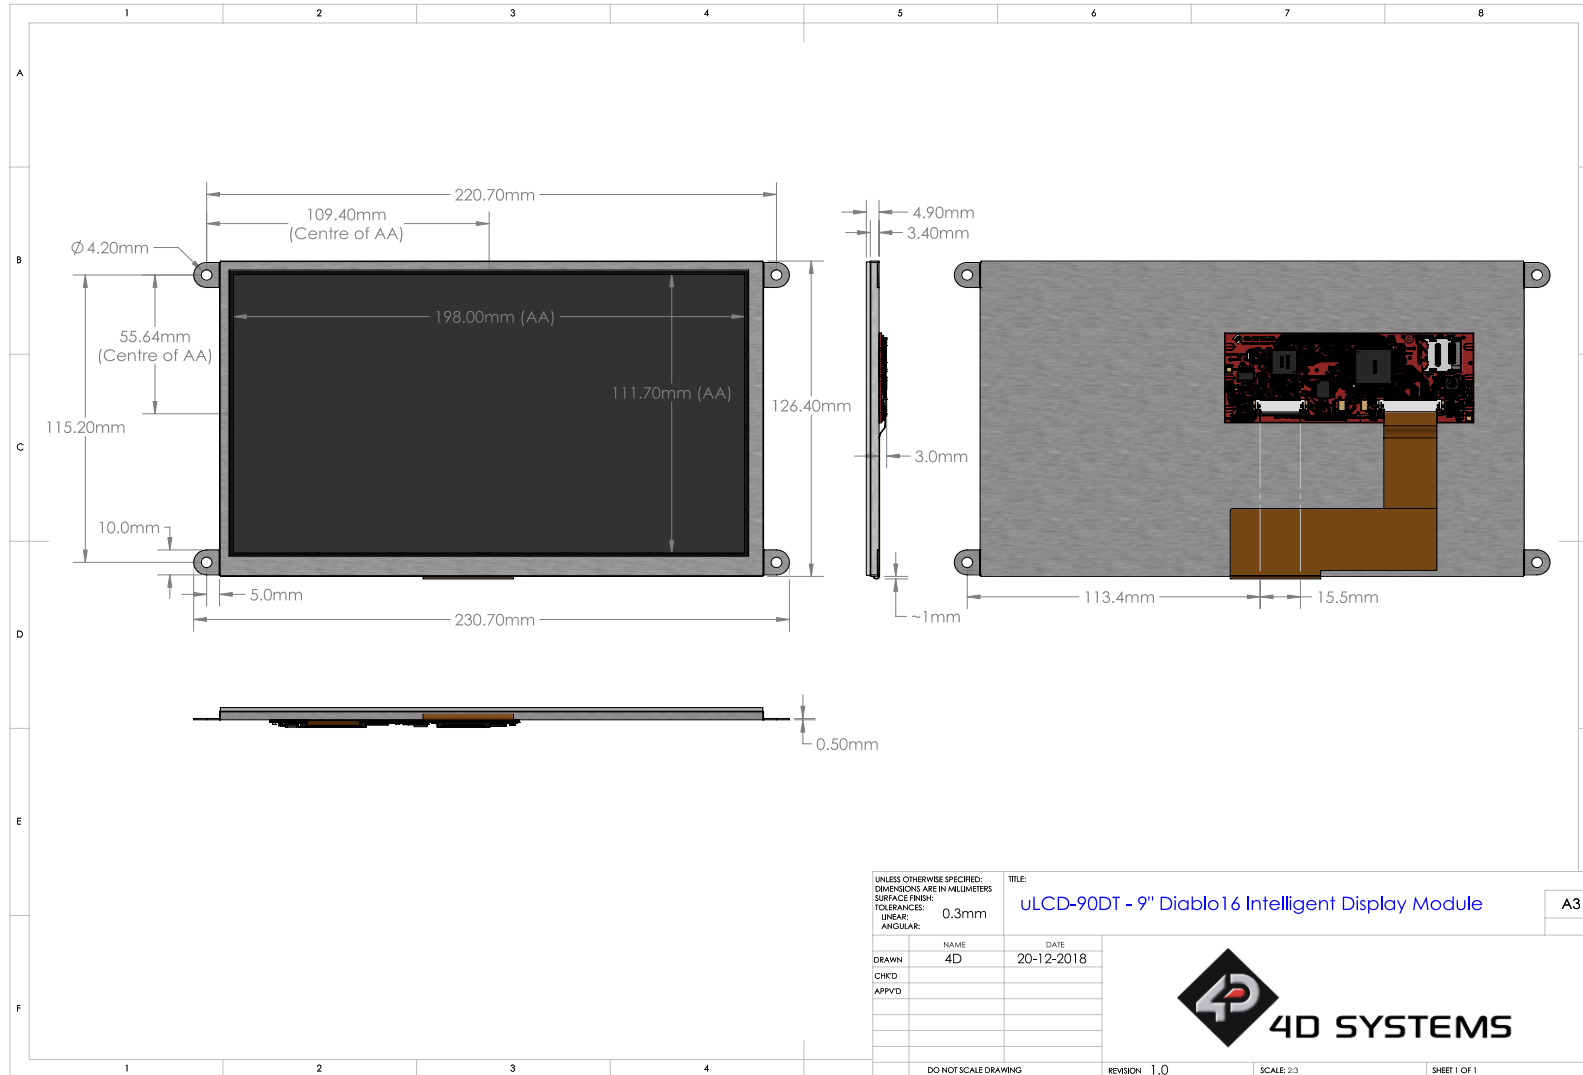 1 2 3 4 5 6 7 8
A
B
C
D
E
F
220.70mm
109.40mm
(Centre of AA)
Ø 4.20mm
198.00mm (AA)
55.64mm
(Centre of AA)
111.70mm (AA)
126.40mm
115.20mm
10.0mm
5.0mm
230.70mm
4.90mm
3.40mm
3.0mm
~1mm
113.4mm
15.5mm
0.50mm
UNLESS OTHERWISE SPECIFIED:
DIMENSIONS ARE IN MILLIMETERS
SURFACE FINISH:
TOLERANCES:
LINEAR: 0.3mm
ANGULAR:
TITLE:
uLCD-90DT - 9" Diablo16 Intelligent Display Module
A3
NAME DATE
DRAWN 4D 20-12-2018
CHK'D
APPV'D
4D SYSTEMS
DO NOT SCALE DRAWING
REVISION 1.0
SCALE: 2:3
SHEET 1 OF 1
1 2 3 4